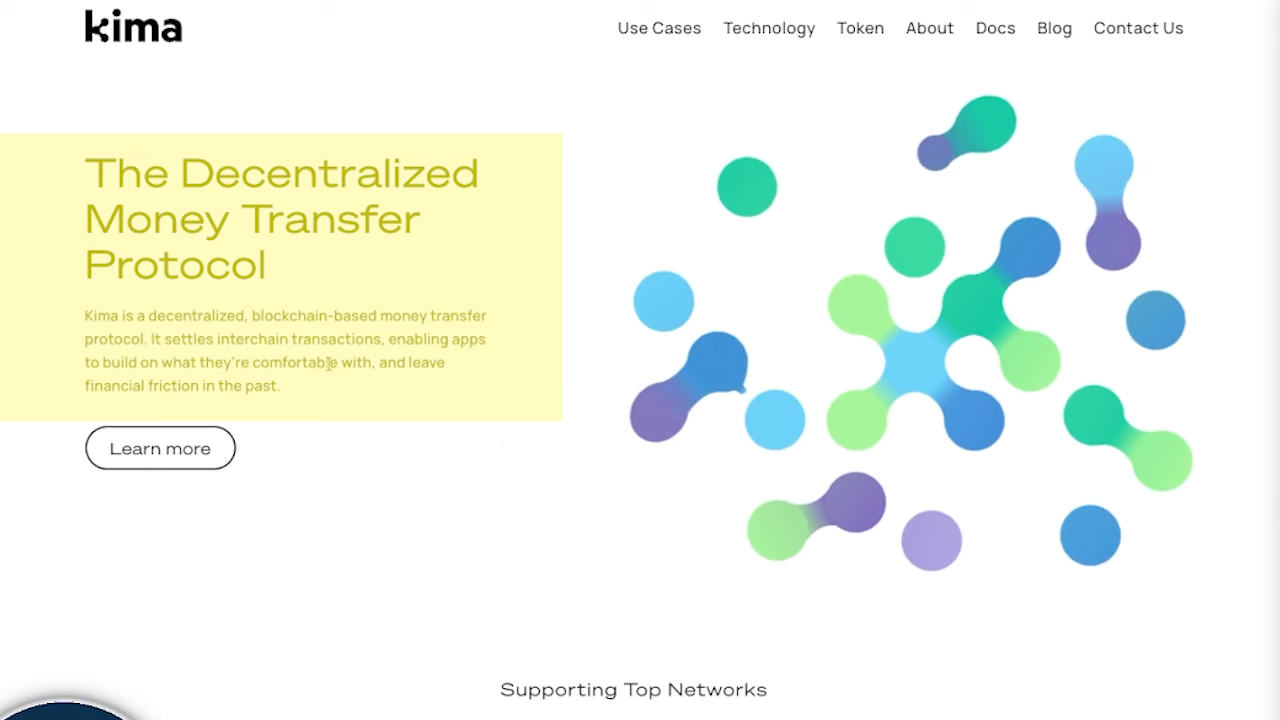 kima
Use Cases Technology Token About Docs Blog Contact Us
The Decentralized
Money Transfer
Protocol
Kima is a decentralized, blockchain-based money transfer
protocol. It settles interchain transactions, enabling apps
to build on what they're comfortable with, and leave
financial friction in the past.
Learn more
Supporting Top Networks